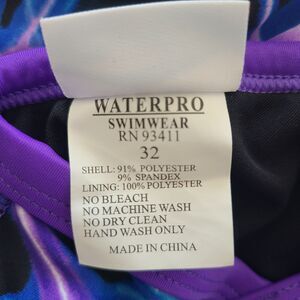 WATERPRO
SWIMWEAR
RN 93411
32
SHELL: 91% POLYESTER
9% SPANDEX
LINING: 100% POLYESTER
NO BLEACH
NO MACHINE WASH
NO DRY CLEAN
HAND WASH ONLY
MADE IN CHINA